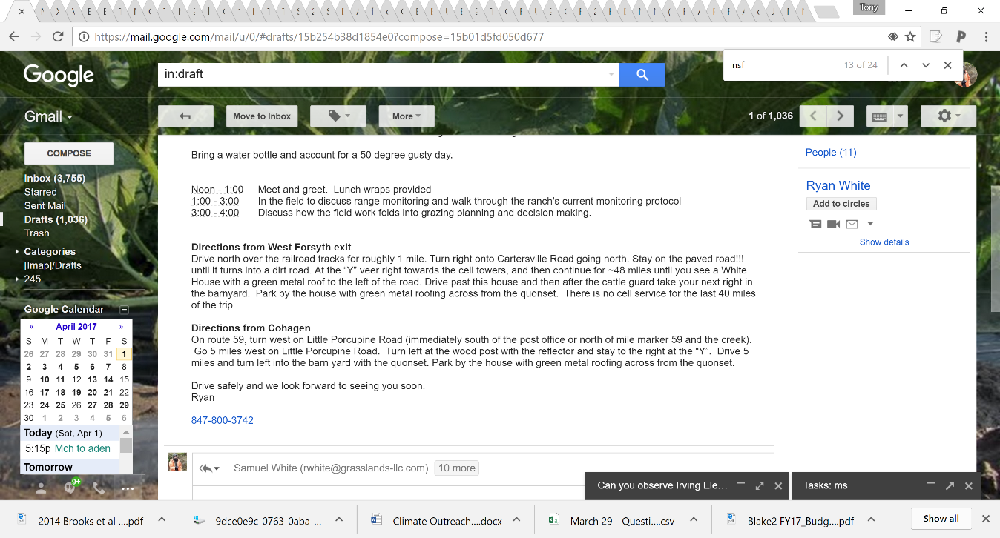 Tony
https://mail.google.com/mail/u/0/#drafts/15b254b38d1854e0?compose=15b01d5fd050d677
nsf 13 of 24
Google
in:draft
Gmail
Move to Inbox
More
1 of 1,036
COMPOSE
Inbox (3,755)
Starred
Sent Mail
Drafts (1,036)
Trash
Categories
[Imap]/Drafts
245
Google Calendar
« April 2017 »
S M T W T F S
26 27 28 29 30 31 1
2 3 4 5 6 7 8
9 10 11 12 13 14 15
16 17 18 19 20 21 22
23 24 25 26 27 28 29
30 1 2 3 4 5 6
Today (Sat, Apr 1)
5:15p Mch to aden
Tomorrow
9+
Bring a water bottle and account for a 50 degree gusty day.
Noon - 1:00 Meet and greet. Lunch wraps provided
1:00 - 3:00 In the field to discuss range monitoring and walk through the ranch's current monitoring protocol
3:00 - 4:00 Discuss how the field work folds into grazing planning and decision making.
Directions from West Forsyth exit.
Drive north over the railroad tracks for roughly 1 mile. Turn right onto Cartersville Road going north. Stay on the paved road!!!
until it turns into a dirt road. At the “Y” veer right towards the cell towers, and then continue for ~48 miles until you see a White
House with a green metal roof to the left of the road. Drive past this house and then after the cattle guard take your next right in
the barnyard. Park by the house with green metal roofing across from the quonset. There is no cell service for the last 40 miles
of the trip.
Directions from Cohagen.
On route 59, turn west on Little Porcupine Road (immediately south of the post office or north of mile marker 59 and the creek).
Go 5 miles west on Little Porcupine Road. Turn left at the wood post with the reflector and stay to the right at the “Y”. Drive 5
miles and turn left into the barn yard with the quonset. Park by the house with green metal roofing across from the quonset.
Drive safely and we look forward to seeing you soon.
Ryan
847-800-3742
Samuel White (rwhite@grasslands-llc.com) 10 more
People (11)
Ryan White
Add to circles
Show details
Can you observe Irving Ele...
Tasks: ms
2014 Brooks et al ....pdf
9dce0e9c-0763-0aba-...
Climate Outreach....docx
March 29 - Questi....csv
Blake2 FY17_Budg....pdf
Show all